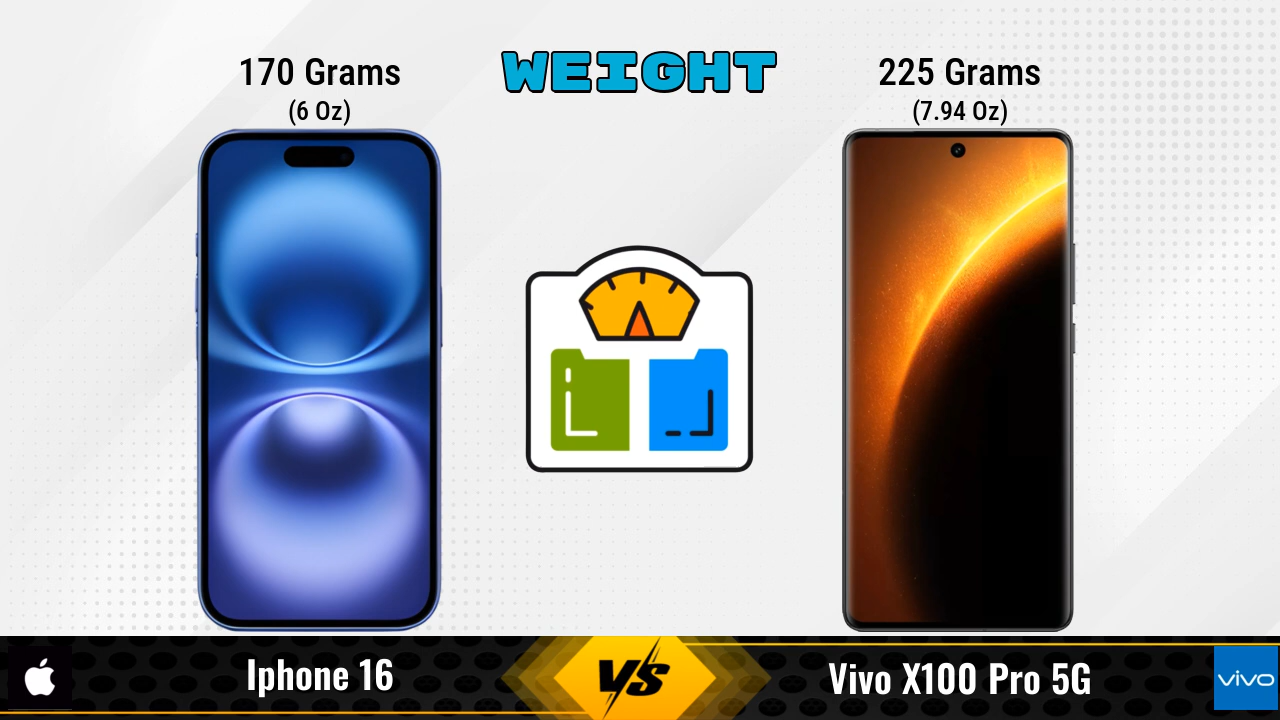 WEIGHT
170 Grams
(6 Oz)
225 Grams
(7.94 Oz)
Iphone 16
VS
Vivo X100 Pro 5G
vivo